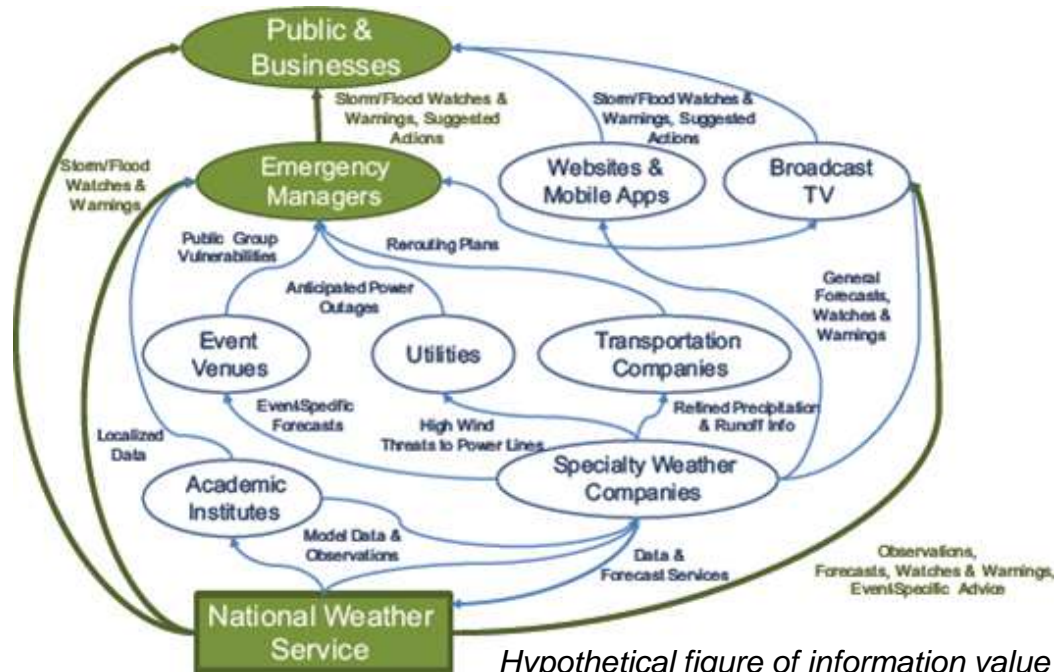 Public &
Businesses
Storm/Flood Watches &
Warnings, Suggested
Actions
Storm/Flood Watches &
Warnings, Suggested
Actions
Storm/Flood
Watches &
Warnings
Emergency
Managers
Websites &
Mobile Apps
Broadcast
TV
Public Group
Vulnerabilities
Rerouting Plans
Anticipated Power
Outages
General
Forecasts,
Watches &
Warnings
Event
Venues
Utilities
Transportation
Companies
Event-Specific
Forecasts
High Wind
Threats to Power Lines
Refined Precipitation
& Runoff Info
Localized
Data
Academic
Institutes
Specialty Weather
Companies
Model Data &
Observations
Data &
Forecast Services
Observations,
Forecasts, Watches & Warnings,
Event-Specific Advice
National Weather
Service
Hypothetical figure of information value